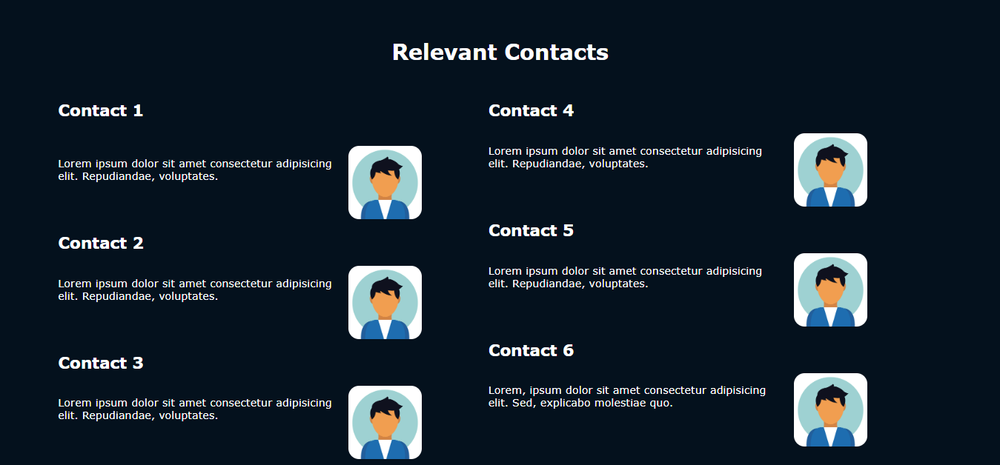 Relevant Contacts
Contact 1
Lorem ipsum dolor sit amet consectetur adipisicing
elit. Repudiandae, voluptates.
Contact 2
Lorem ipsum dolor sit amet consectetur adipisicing
elit. Repudiandae, voluptates.
Contact 3
Lorem ipsum dolor sit amet consectetur adipisicing
elit. Repudiandae, voluptates.
Contact 4
Lorem ipsum dolor sit amet consectetur adipisicing
elit. Repudiandae, voluptates.
Contact 5
Lorem ipsum dolor sit amet consectetur adipisicing
elit. Repudiandae, voluptates.
Contact 6
Lorem, ipsum dolor sit amet consectetur adipisicing
elit. Sed, explicabo molestiae quo.